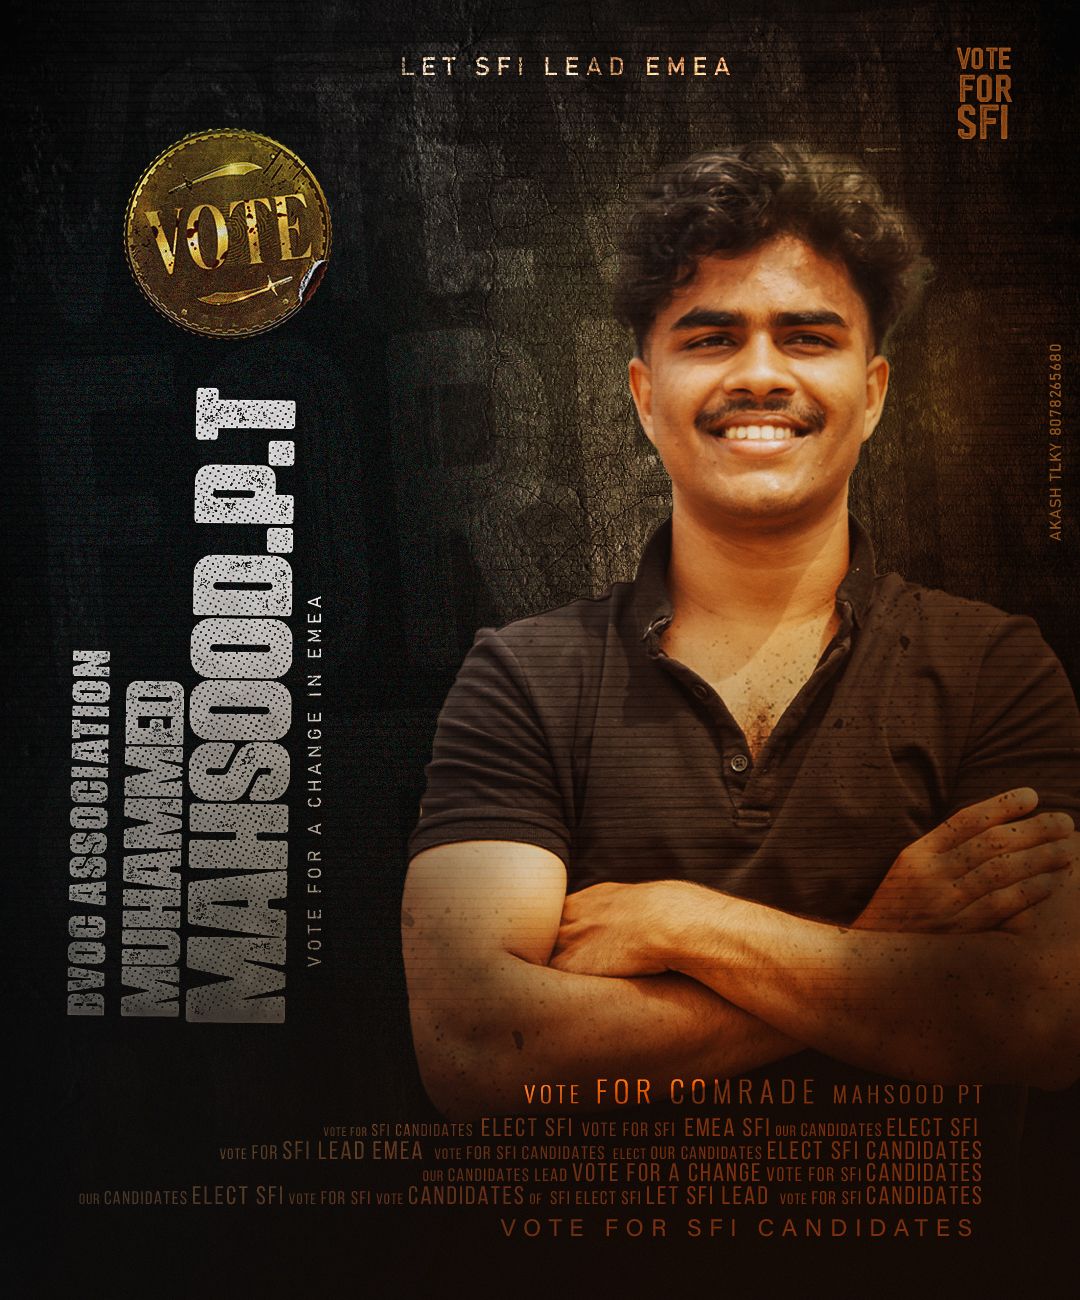 LET SFI LEAD EMEA
VOTE
FOR
SFI
VOTE
BVOC ASSOCIATION
MUHAMMED
MAHSOOD.P.T
VOTE FOR A CHANGE IN EMEA
AKASH TLKY 8078265680
VOTE FOR COMRADE MAHSOOD PT
VOTE FOR SFI CANDIDATES ELECT SFI VOTE FOR SFI EMEA SFI OUR CANDIDATES ELECT SFI
VOTE FOR SFI LEAD EMEA VOTE FOR SFI CANDIDATES ELECT OUR CANDIDATES ELECT SFI CANDIDATES
OUR CANDIDATES LEAD VOTE FOR A CHANGE VOTE FOR SFI CANDIDATES
OUR CANDIDATES ELECT SFI VOTE FOR SFI VOTE CANDIDATES OF SFI ELECT SFI LET SFI LEAD VOTE FOR SFI CANDIDATES
VOTE FOR SFI CANDIDATES